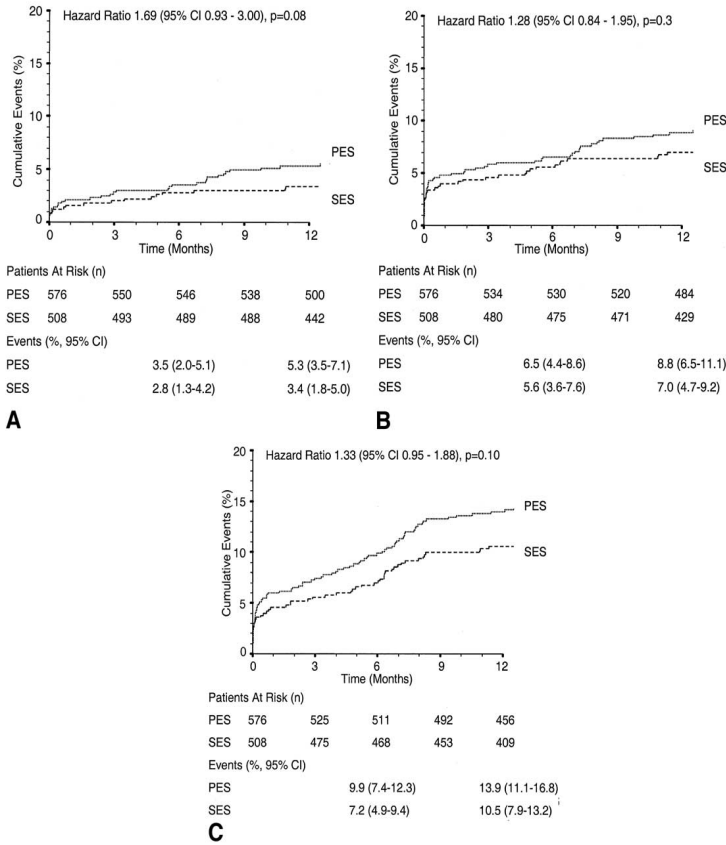 Hazard Ratio 1.69 (95% CI 0.93 - 3.00), p=0.08
20
15
10
5
0
Cumulative Events (%)
PES
SES
0 3 6 9 12
Time (Months)
Patients At Risk (n)
PES 576 550 546 538 500
SES 508 493 489 488 442
Events (%, 95% CI)
PES 3.5 (2.0-5.1) 5.3 (3.5-7.1)
SES 2.8 (1.3-4.2) 3.4 (1.8-5.0)
A
Hazard Ratio 1.28 (95% CI 0.84 - 1.95), p=0.3
20
15
10
5
0
Cumulative Events (%)
PES
SES
0 3 6 9 12
Time (Months)
Patients At Risk (n)
PES 576 534 530 520 484
SES 508 480 475 471 429
Events (%, 95% CI)
PES 6.5 (4.4-8.6) 8.8 (6.5-11.1)
SES 5.6 (3.6-7.6) 7.0 (4.7-9.2)
B
Hazard Ratio 1.33 (95% CI 0.95 - 1.88), p=0.10
20
15
10
5
0
Cumulative Events (%)
PES
SES
0 3 6 9 12
Time (Months)
Patients At Risk (n)
PES 576 525 511 492 456
SES 508 475 468 453 409
Events (%, 95% CI)
PES 9.9 (7.4-12.3) 13.9 (11.1-16.8)
SES 7.2 (4.9-9.4) 10.5 (7.9-13.2)
C